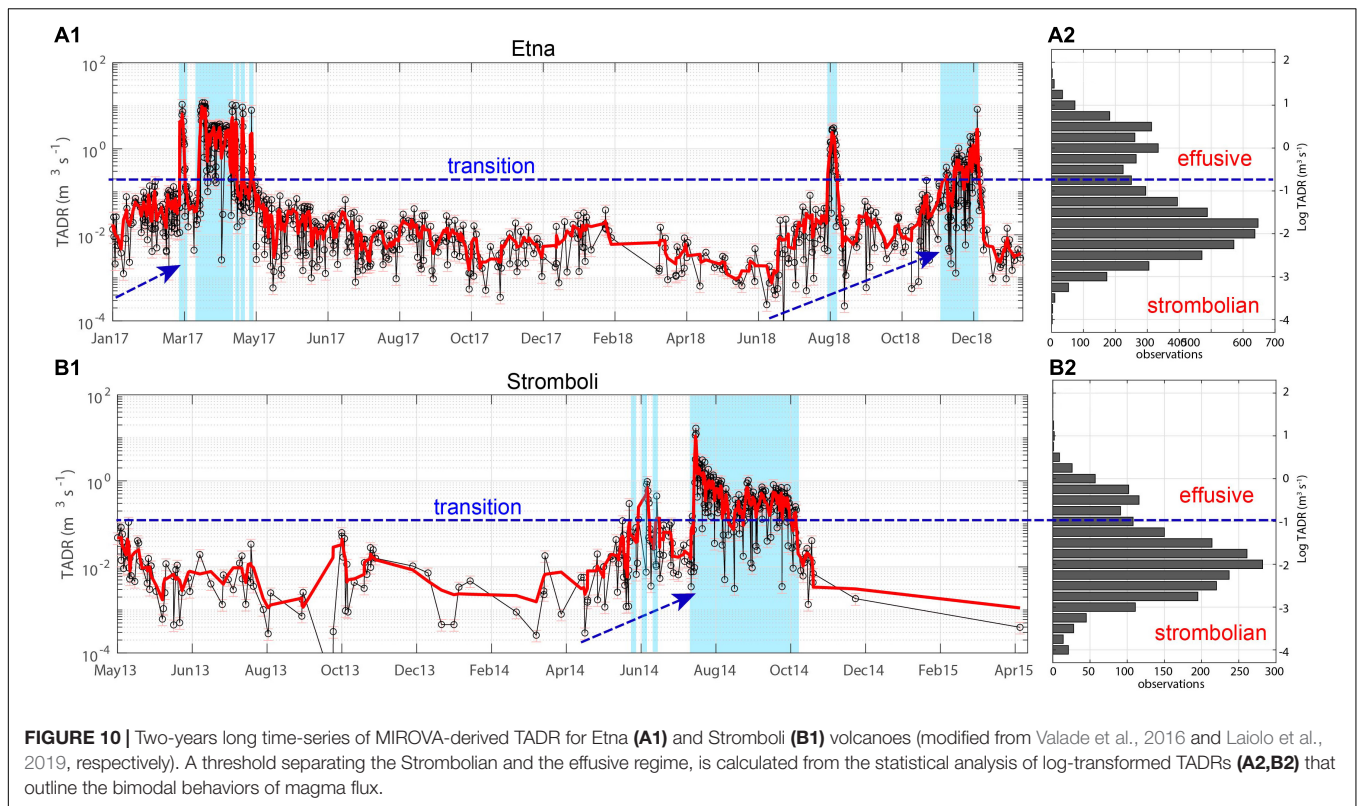 A1
Etna
A2
10²
10⁰
10⁻²
10⁻⁴
TADR (m³ s⁻¹)
transition
Jan17 Mar17 May17 Jun17 Aug17 Oct17 Dec17 Feb18 Apr18 Jun18 Aug18 Oct18 Dec18
2
1
0
-1
-2
-3
-4
Log TADR (m³ s⁻¹)
effusive
strombolian
0 100 200 300 400 500 600 700
observations
B1
Stromboli
B2
10²
10⁰
10⁻²
10⁻⁴
TADR (m³ s⁻¹)
transition
May13 Jun13 Aug13 Oct13 Dec13 Feb14 Apr14 Jun14 Aug14 Oct14 Dec14 Feb15 Apr15
2
1
0
-1
-2
-3
-4
Log TADR (m³ s⁻¹)
effusive
strombolian
0 50 100 150 200 250 300
observations
FIGURE 10 | Two-years long time-series of MIROVA-derived TADR for Etna (A1) and Stromboli (B1) volcanoes (modified from Valade et al., 2016 and Laiolo et al.,
2019, respectively). A threshold separating the Strombolian and the effusive regime, is calculated from the statistical analysis of log-transformed TADRs (A2,B2) that
outline the bimodal behaviors of magma flux.